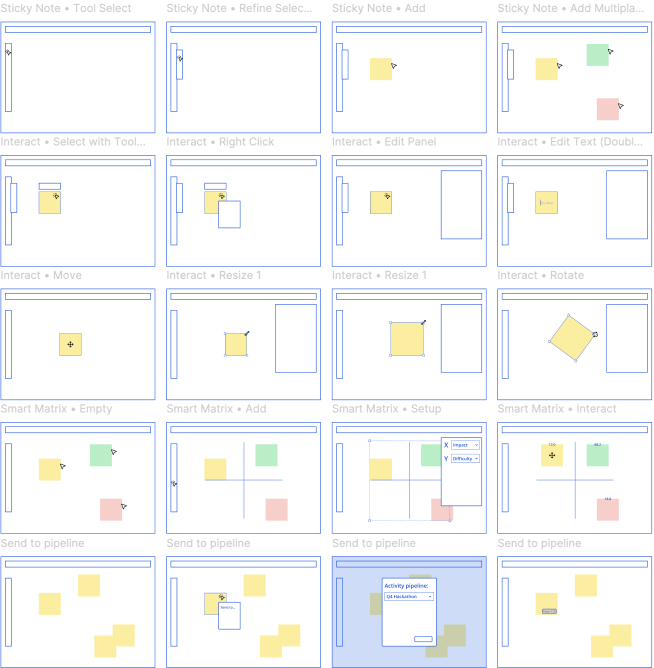 Sticky Note • Tool Select
Sticky Note • Refine Selec...
Sticky Note • Add
Sticky Note • Add Multipla...
Interact • Select with Tool...
Interact • Right Click
Interact • Edit Panel
Interact • Edit Text (Doubl...
Interact • Move
Interact • Resize 1
Interact • Resize 1
Interact • Rotate
Smart Matrix • Empty
Smart Matrix • Add
Smart Matrix • Setup
X Impact
Y Difficulty
Smart Matrix • Interact
Send to pipeline
Send to pipeline
Send to...
Send to pipeline
Activity pipeline:
Q4 Hackathon
Send to pipeline